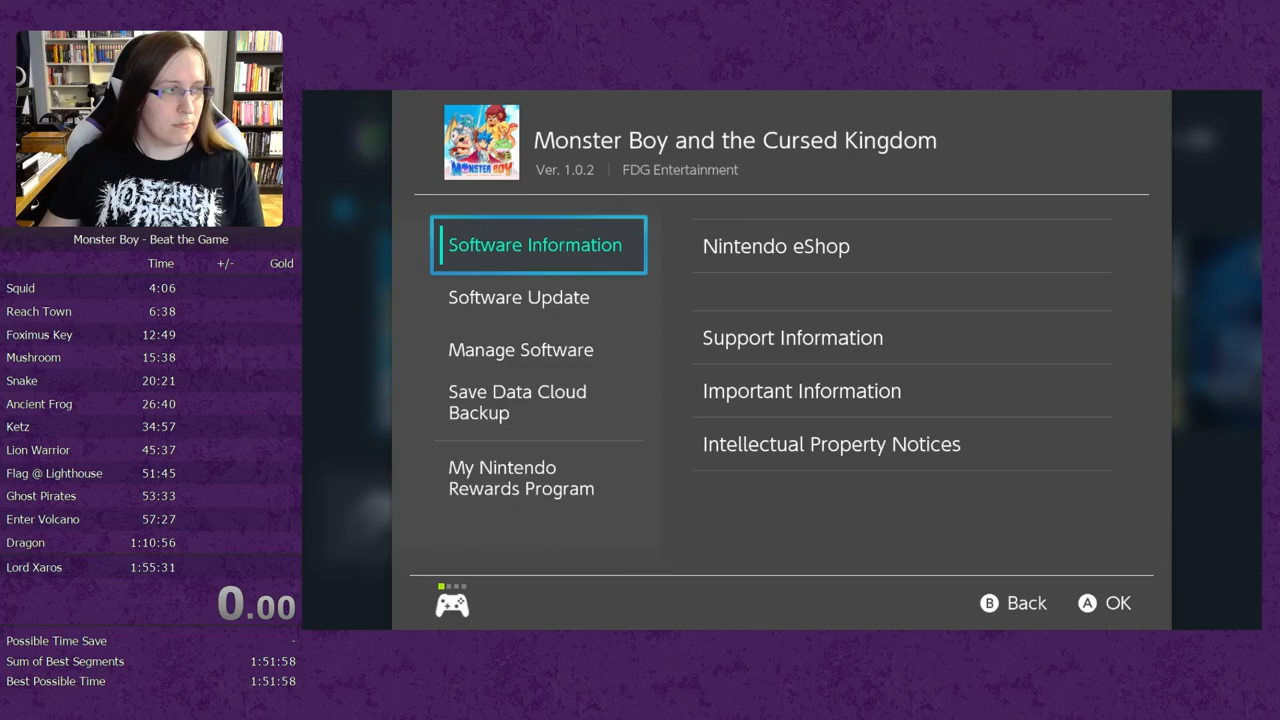 NO STARCH
PRESS
Monster Boy - Beat the Game
Time +/- Gold
Squid 4:06
Reach Town 6:38
Foximus Key 12:49
Mushroom 15:38
Snake 20:21
Ancient Frog 26:40
Ketz 34:57
Lion Warrior 45:37
Flag @ Lighthouse 51:45
Ghost Pirates 53:33
Enter Volcano 57:27
Dragon 1:10:56
Lord Xaros 1:55:31
0.00
Possible Time Save -
Sum of Best Segments 1:51:58
Best Possible Time 1:51:58
MONSTER BOY
Monster Boy and the Cursed Kingdom
Ver. 1.0.2 | FDG Entertainment
Software Information
Software Update
Manage Software
Save Data Cloud
Backup
My Nintendo
Rewards Program
Nintendo eShop
Support Information
Important Information
Intellectual Property Notices
B Back A OK